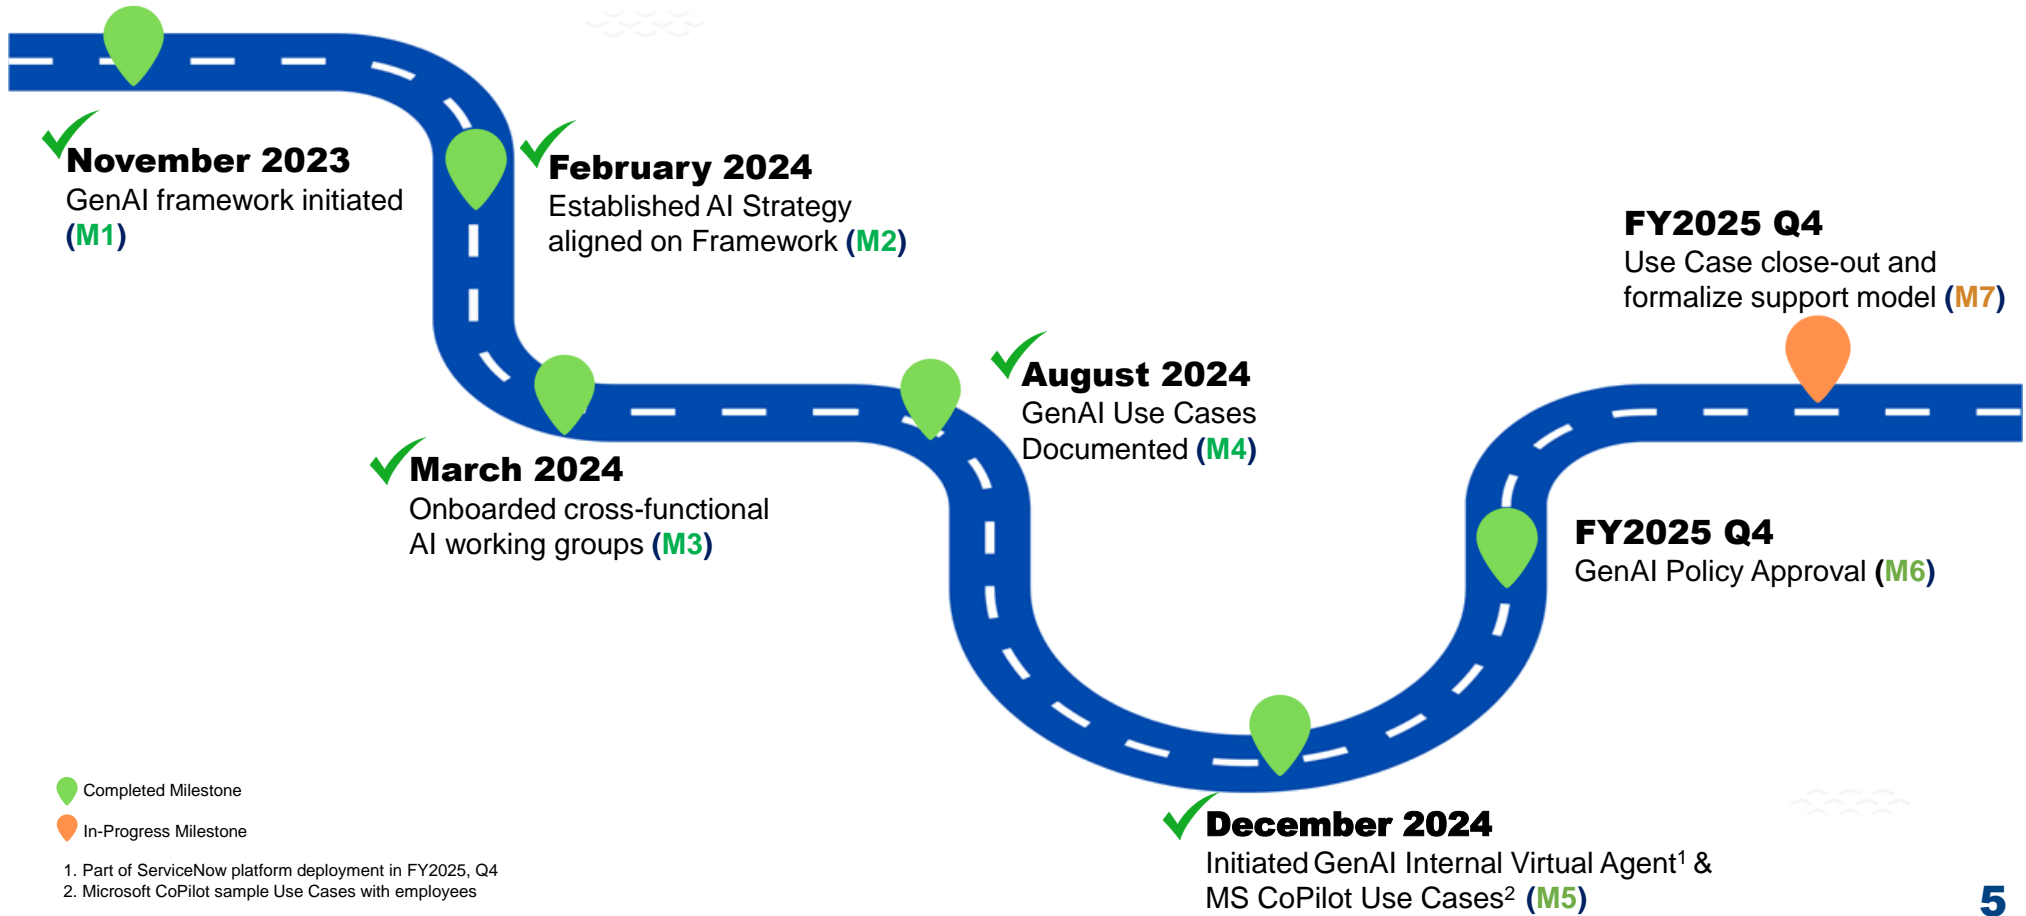 November 2023
GenAI framework initiated
(M1)
February 2024
Established AI Strategy
aligned on Framework (M2)
March 2024
Onboarded cross-functional
AI working groups (M3)
August 2024
GenAI Use Cases
Documented (M4)
December 2024
Initiated GenAI Internal Virtual Agent¹ &
MS CoPilot Use Cases² (M5)
FY2025 Q4
GenAI Policy Approval (M6)
FY2025 Q4
Use Case close-out and
formalize support model (M7)
Completed Milestone
In-Progress Milestone
1. Part of ServiceNow platform deployment in FY2025, Q4
2. Microsoft CoPilot sample Use Cases with employees
5